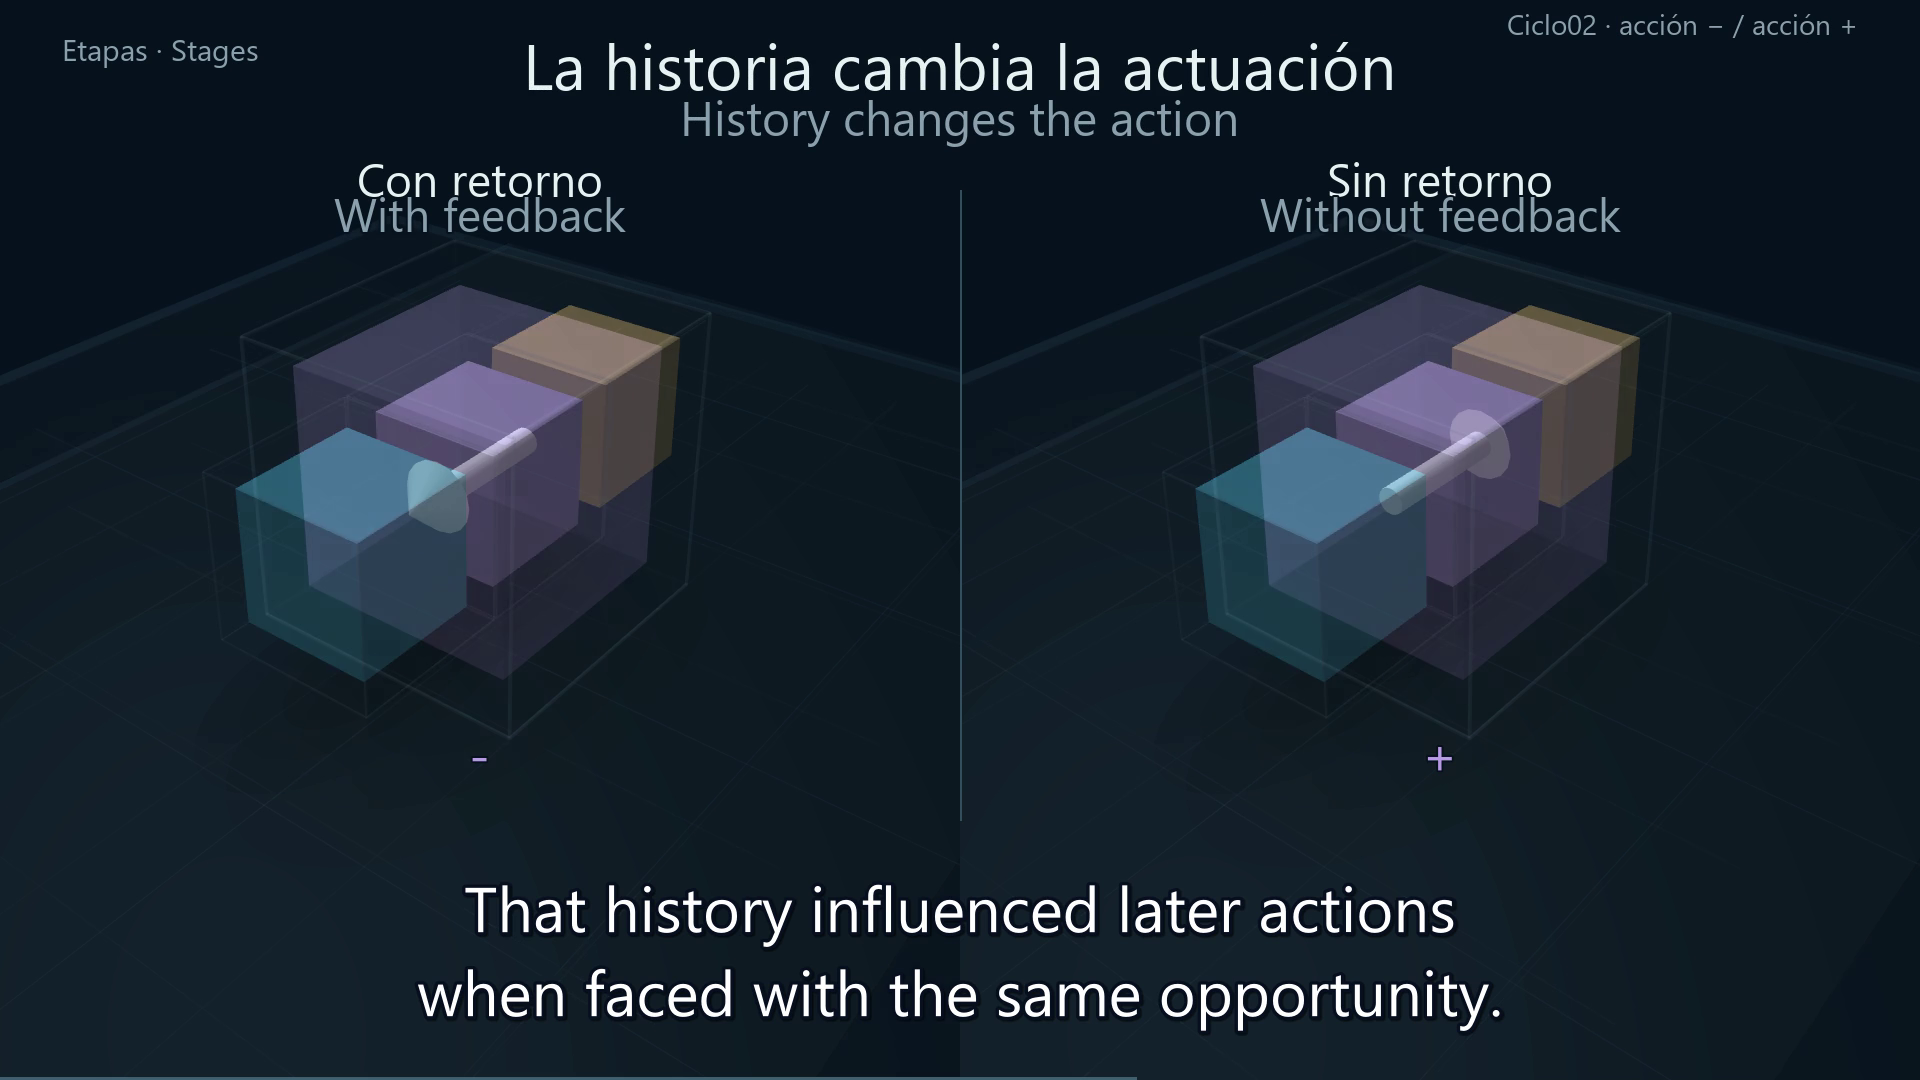 Etapas · Stages
Ciclo02 · acción − / acción +
La historia cambia la actuación
History changes the action
Con retorno
With feedback
Sin retorno
Without feedback
-
+
That history influenced later actions
when faced with the same opportunity.